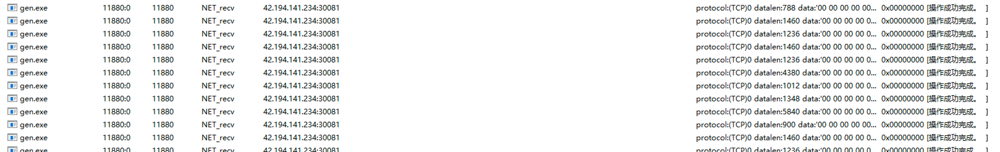 gen.exe 11880:0 11880 NET_recv 42.194.141.234:30081 protocol:(TCP)0 datalen:788 data:'00 00 00 00 00... 0x00000000 [操作成功完成。 ]
gen.exe 11880:0 11880 NET_recv 42.194.141.234:30081 protocol:(TCP)0 datalen:1460 data:'00 00 00 00 0... 0x00000000 [操作成功完成。 ]
gen.exe 11880:0 11880 NET_recv 42.194.141.234:30081 protocol:(TCP)0 datalen:1236 data:'00 00 00 00 0... 0x00000000 [操作成功完成。 ]
gen.exe 11880:0 11880 NET_recv 42.194.141.234:30081 protocol:(TCP)0 datalen:1460 data:'00 00 00 00 0... 0x00000000 [操作成功完成。 ]
gen.exe 11880:0 11880 NET_recv 42.194.141.234:30081 protocol:(TCP)0 datalen:1236 data:'00 00 00 00 0... 0x00000000 [操作成功完成。 ]
gen.exe 11880:0 11880 NET_recv 42.194.141.234:30081 protocol:(TCP)0 datalen:4380 data:'00 00 00 00 0... 0x00000000 [操作成功完成。 ]
gen.exe 11880:0 11880 NET_recv 42.194.141.234:30081 protocol:(TCP)0 datalen:1012 data:'00 00 00 00 0... 0x00000000 [操作成功完成。 ]
gen.exe 11880:0 11880 NET_recv 42.194.141.234:30081 protocol:(TCP)0 datalen:1348 data:'00 00 00 00 0... 0x00000000 [操作成功完成。 ]
gen.exe 11880:0 11880 NET_recv 42.194.141.234:30081 protocol:(TCP)0 datalen:5840 data:'00 00 00 00 0... 0x00000000 [操作成功完成。 ]
gen.exe 11880:0 11880 NET_recv 42.194.141.234:30081 protocol:(TCP)0 datalen:900 data:'00 00 00 00 00... 0x00000000 [操作成功完成。 ]
gen.exe 11880:0 11880 NET_recv 42.194.141.234:30081 protocol:(TCP)0 datalen:1460 data:'00 00 00 00 0... 0x00000000 [操作成功完成。 ]
gen.exe 11880:0 11880 NET_recv 42.194.141.234:30081 protocol:(TCP)0 datalen:1236 data:'00 00 00 00 0... 0x00000000 [操作成功完成。 ]